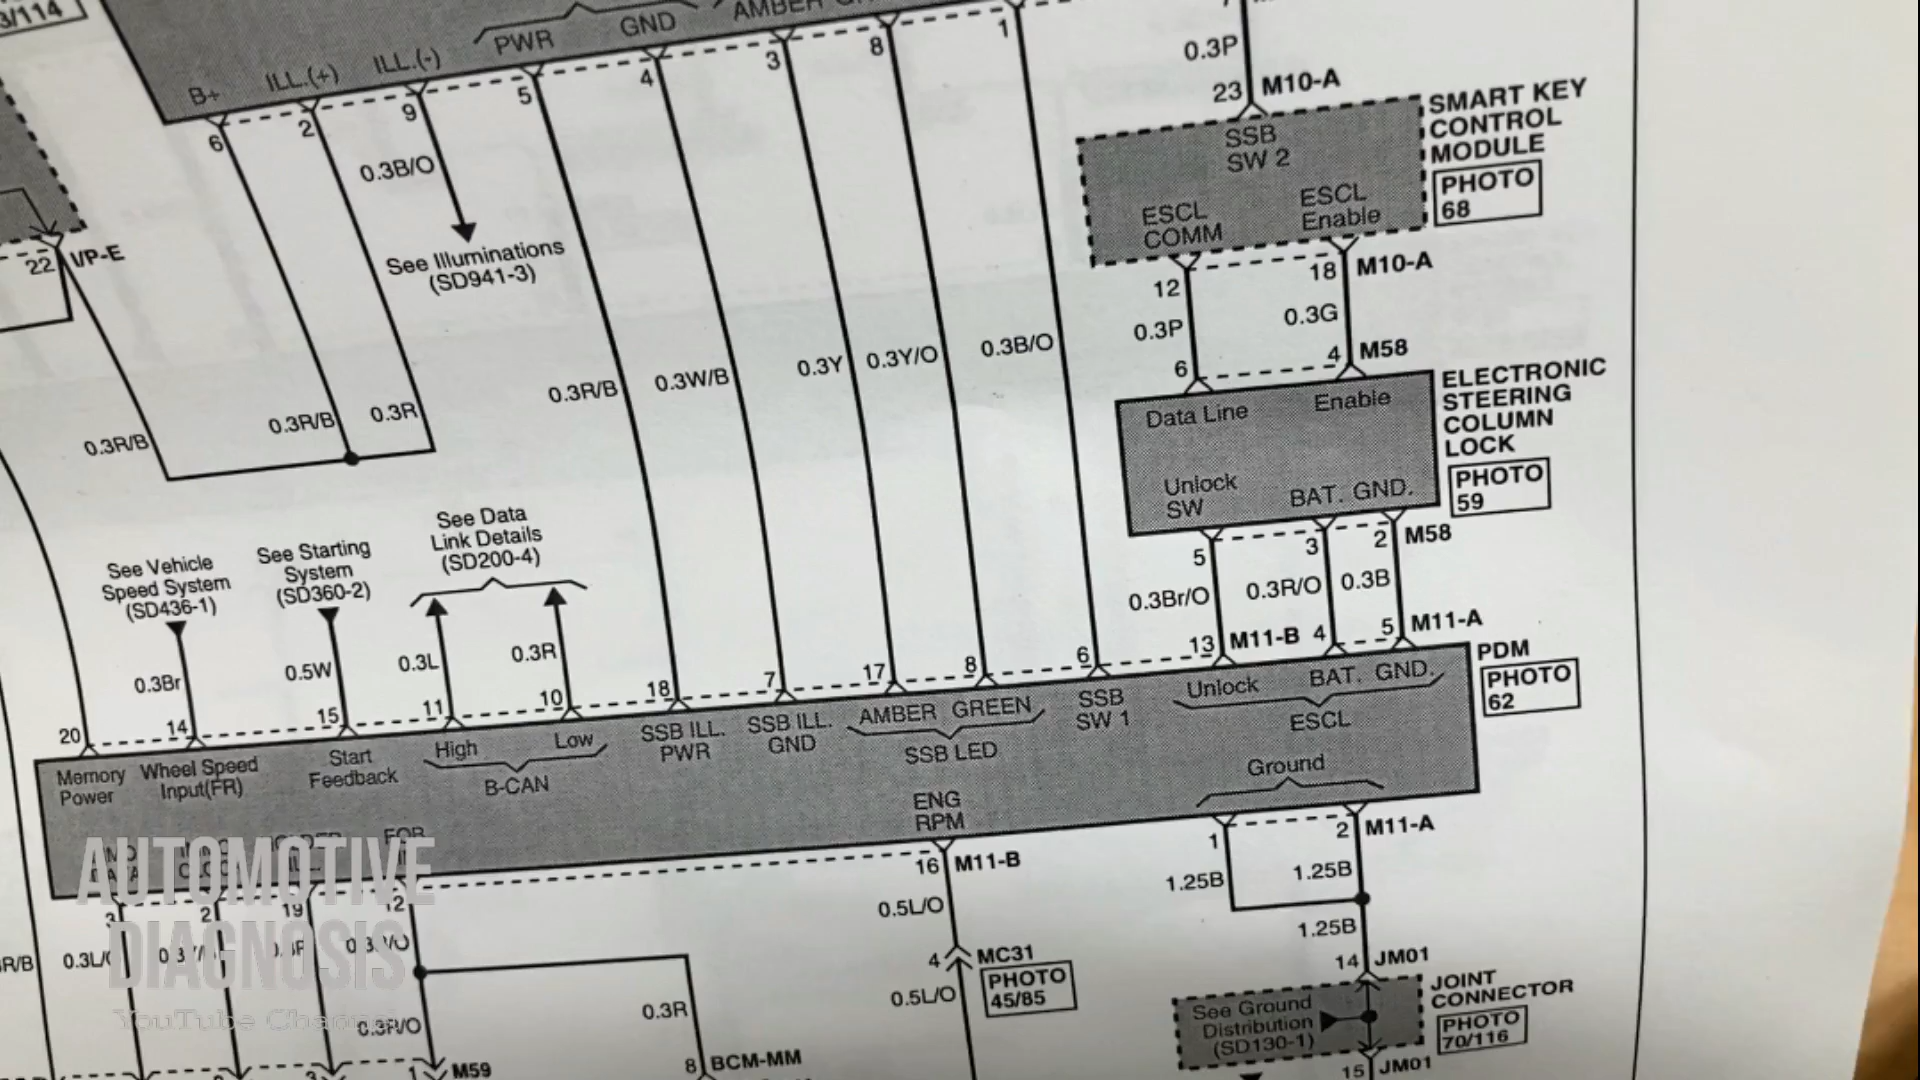 3/114
B+
ILL.(+)
ILL.(-)
PWR
GND
AMBER
6
2
9
5
4
3
8
1
0.3P
23
M10-A
SMART KEY
CONTROL
MODULE
PHOTO
68
SSB
SW 2
ESCL
COMM
ESCL
Enable
0.3B/O
See Illuminations
(SD941-3)
22
I/P-E
12
18
M10-A
0.3P
0.3G
6
4
M58
0.3R/B
0.3R/B
0.3R
0.3R/B
0.3W/B
0.3Y
0.3Y/O
0.3B/O
Data Line
Enable
Unlock
SW
BAT.
GND.
ELECTRONIC
STEERING
COLUMN
LOCK
PHOTO
59
5
3
2
M58
0.3Br/O
0.3R/O
0.3B
See Vehicle
Speed System
(SD436-1)
See Starting
System
(SD360-2)
See Data
Link Details
(SD200-4)
0.3Br
0.5W
0.3L
0.3R
20
14
15
11
10
18
7
17
8
6
13
M11-B
4
5
M11-A
PDM
PHOTO
62
Memory
Power
Wheel Speed
Input(FR)
Start
Feedback
High
Low
B-CAN
SSB ILL.
PWR
SSB ILL.
GND
AMBER
GREEN
SSB LED
SSB
SW 1
Unlock
BAT.
GND.
ESCL
Ground
ENG
RPM
AUTOMOTIVE
DIAGNOSIS
YouTube Channel
3
2
19
12
16
M11-B
1
2
M11-A
R/B
0.5L/O
1.25B
1.25B
1.25B
4
MC31
PHOTO
45/85
0.5L/O
14
JM01
JOINT
CONNECTOR
PHOTO
70/116
See Ground
Distribution
(SD130-1)
15
JM01
0.3R
8
BCM-MM
1
M59